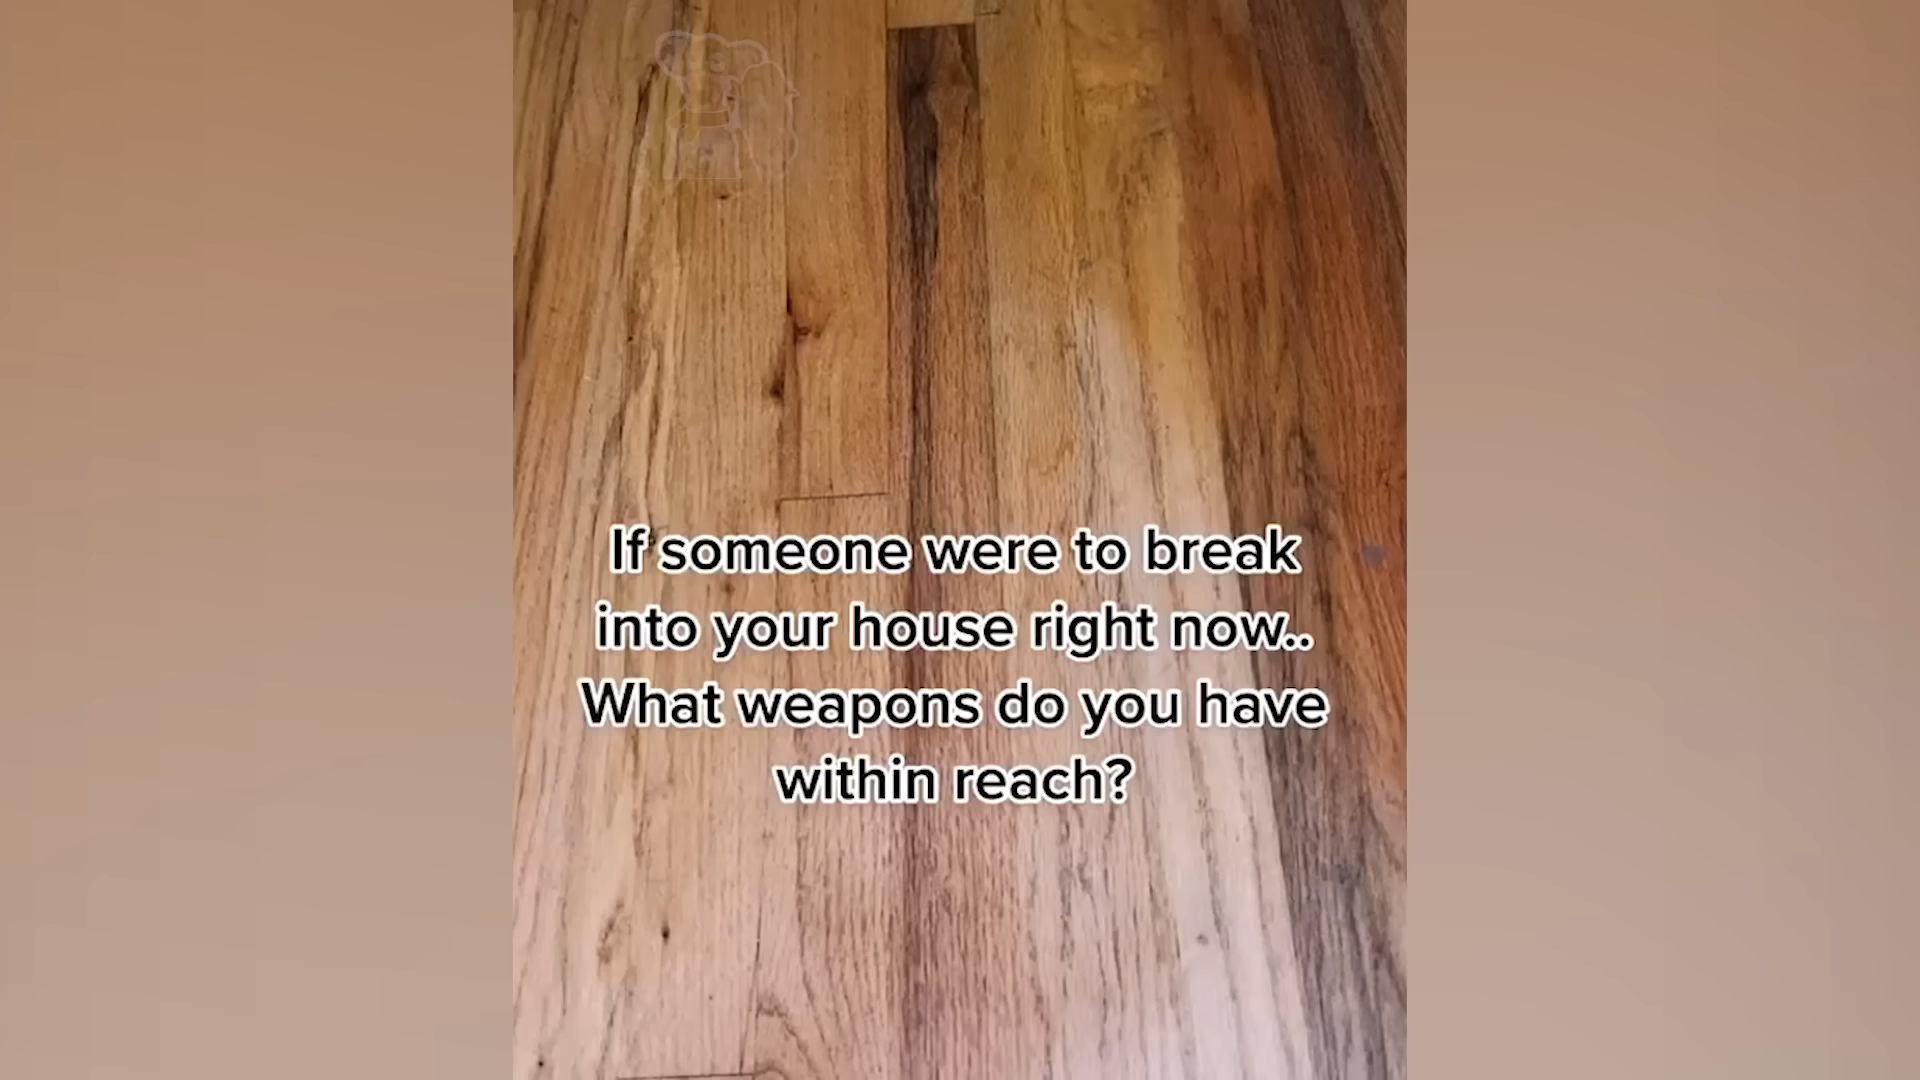 If someone were to break
into your house right now..
What weapons do you have
within reach?